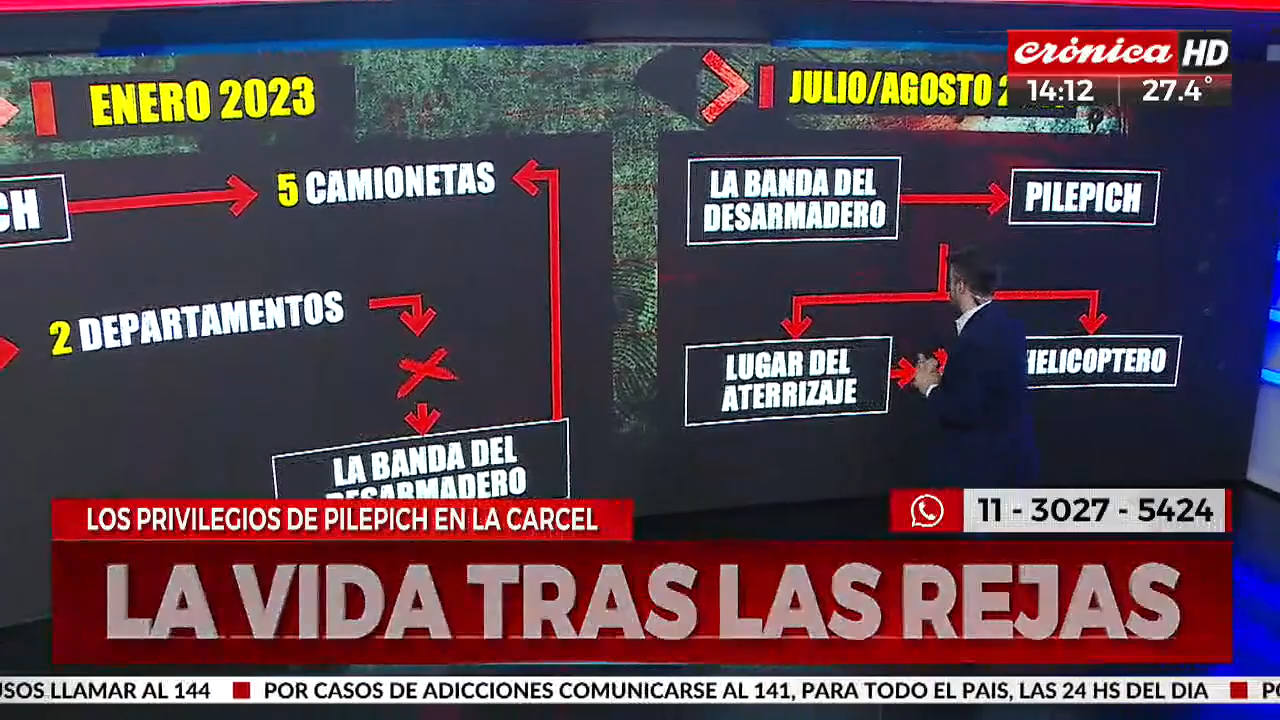 crònica HD
14:12 27.4°
ENERO 2023
JULIO/AGOSTO
5 CAMIONETAS
2 DEPARTAMENTOS
LA BANDA DEL
DESARMADERO
LA BANDA DEL
DESARMADERO
PILEPICH
LUGAR DEL
ATERRIZAJE
HELICOPTERO
LOS PRIVILEGIOS DE PILEPICH EN LA CARCEL
11 - 3027 - 5424
LA VIDA TRAS LAS REJAS
LLAMAR AL 144 POR CASOS DE ADICCIONES COMUNICARSE AL 141, PARA TODO EL PAIS, LAS 24 HS DEL DIA